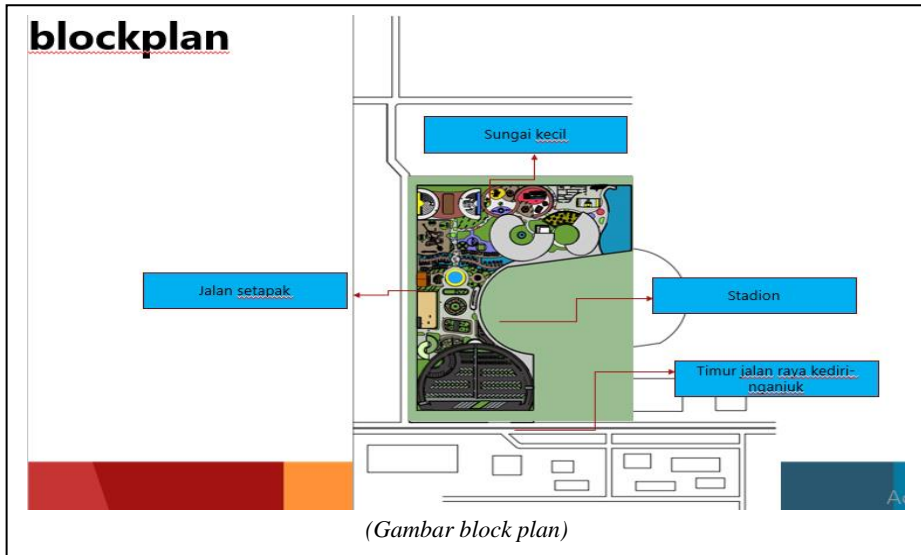 blockplan
Sungai kecil
Jalan setapak
Stadion
Timur jalan raya kediri-
nganjuk
(Gambar block plan)